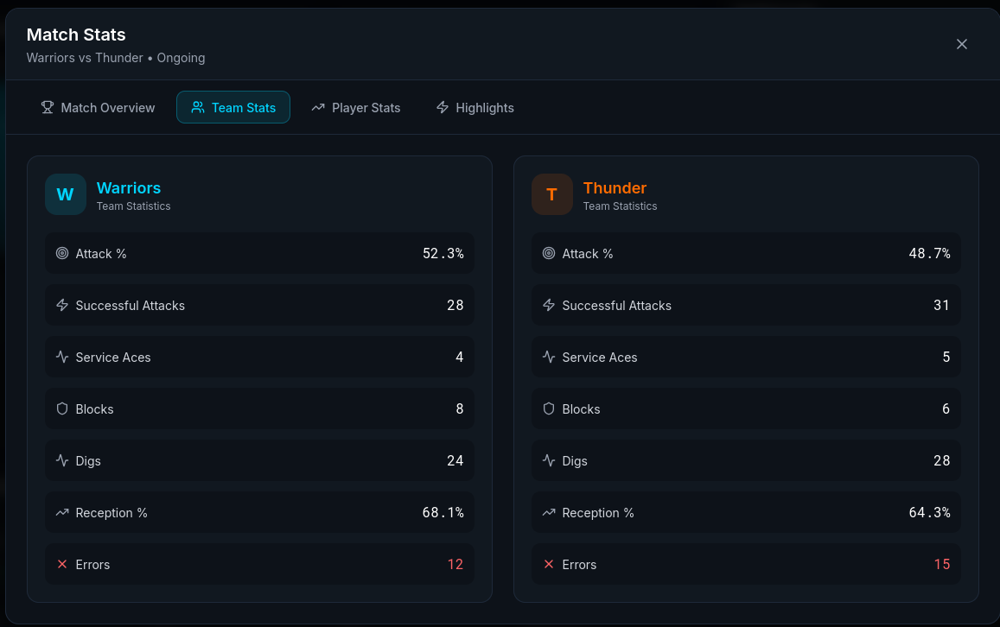 Match Stats
Warriors vs Thunder • Ongoing
Match Overview
Team Stats
Player Stats
Highlights
W
Warriors
Team Statistics
Attack % 52.3%
Successful Attacks 28
Service Aces 4
Blocks 8
Digs 24
Reception % 68.1%
Errors 12
T
Thunder
Team Statistics
Attack % 48.7%
Successful Attacks 31
Service Aces 5
Blocks 6
Digs 28
Reception % 64.3%
Errors 15